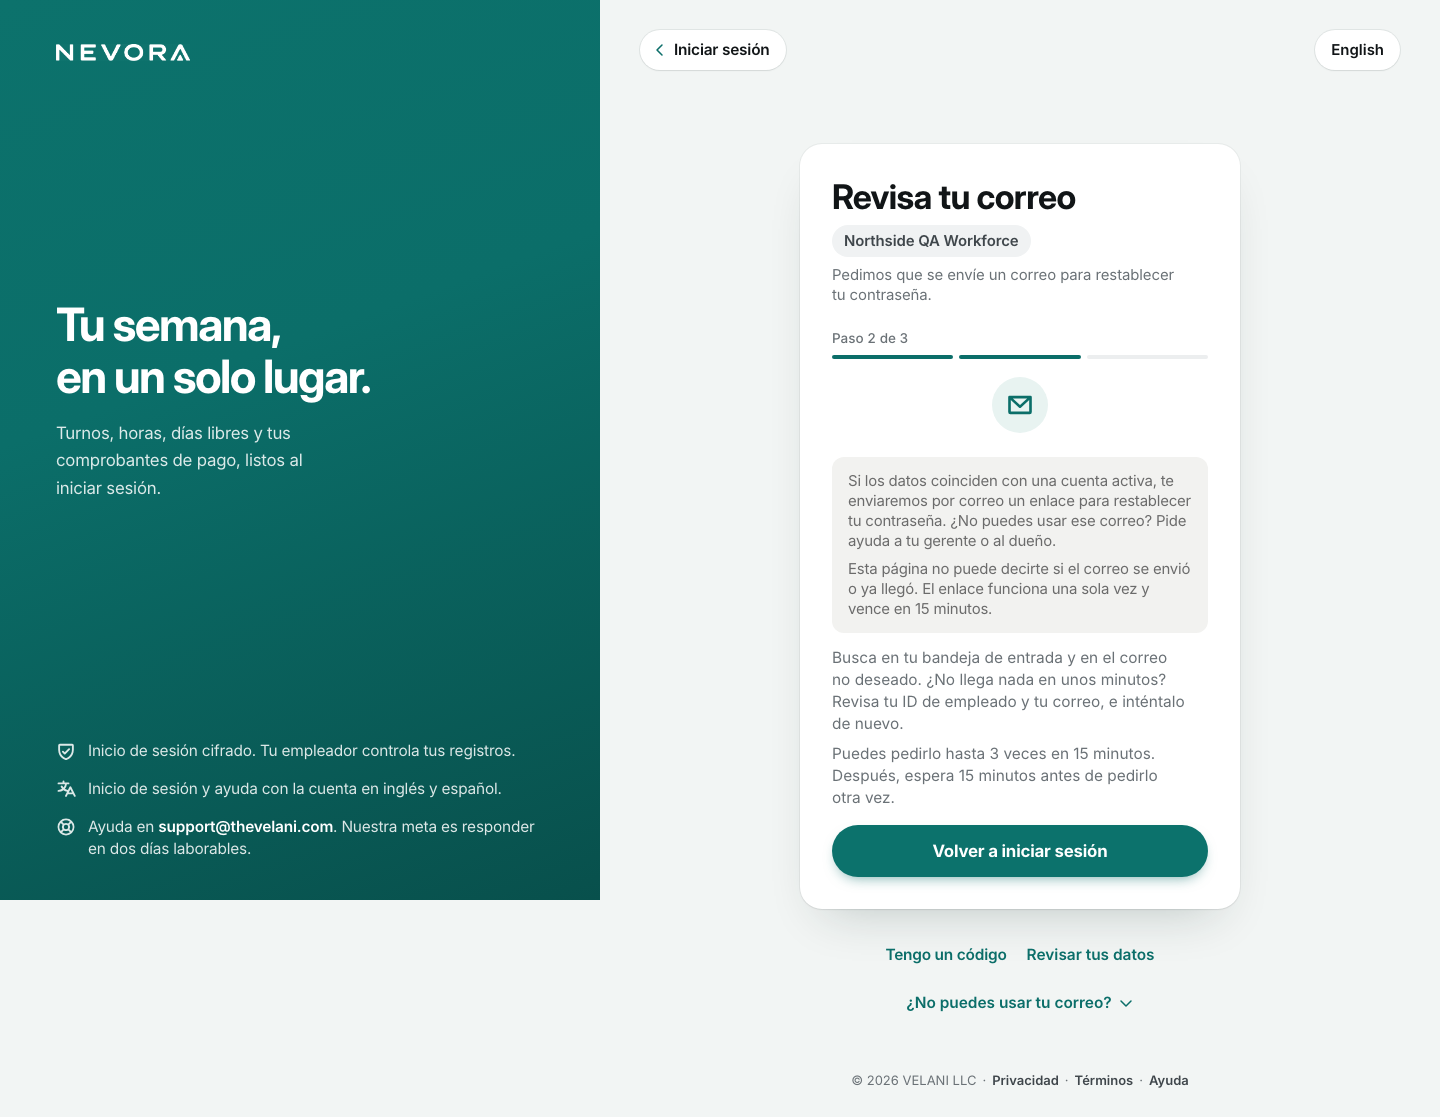 NEVORA
Tu semana,
en un solo lugar.
Turnos, horas, días libres y tus
comprobantes de pago, listos al
iniciar sesión.
Inicio de sesión cifrado. Tu empleador controla tus registros.
Inicio de sesión y ayuda con la cuenta en inglés y español.
Ayuda en support@thevelani.com. Nuestra meta es responder
en dos días laborables.
Iniciar sesión
English
Revisa tu correo
Northside QA Workforce
Pedimos que se envíe un correo para restablecer
tu contraseña.
Paso 2 de 3
Si los datos coinciden con una cuenta activa, te
enviaremos por correo un enlace para restablecer
tu contraseña. ¿No puedes usar ese correo? Pide
ayuda a tu gerente o al dueño.
Esta página no puede decirte si el correo se envió
o ya llegó. El enlace funciona una sola vez y
vence en 15 minutos.
Busca en tu bandeja de entrada y en el correo
no deseado. ¿No llega nada en unos minutos?
Revisa tu ID de empleado y tu correo, e inténtalo
de nuevo.
Puedes pedirlo hasta 3 veces en 15 minutos.
Después, espera 15 minutos antes de pedirlo
otra vez.
Volver a iniciar sesión
Tengo un código Revisar tus datos
¿No puedes usar tu correo?
© 2026 VELANI LLC · Privacidad · Términos · Ayuda